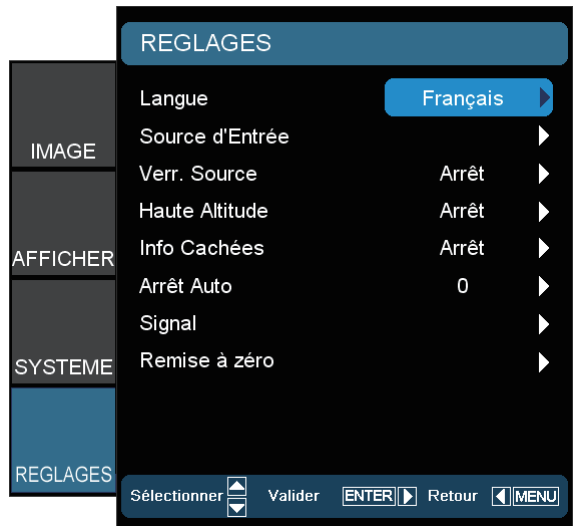 REGLAGES
IMAGE
AFFICHER
SYSTEME
REGLAGES
Langue Français
Source d'Entrée
Verr. Source Arrêt
Haute Altitude Arrêt
Info Cachées Arrêt
Arrêt Auto 0
Signal
Remise à zéro
Sélectionner Valider ENTER Retour MENU